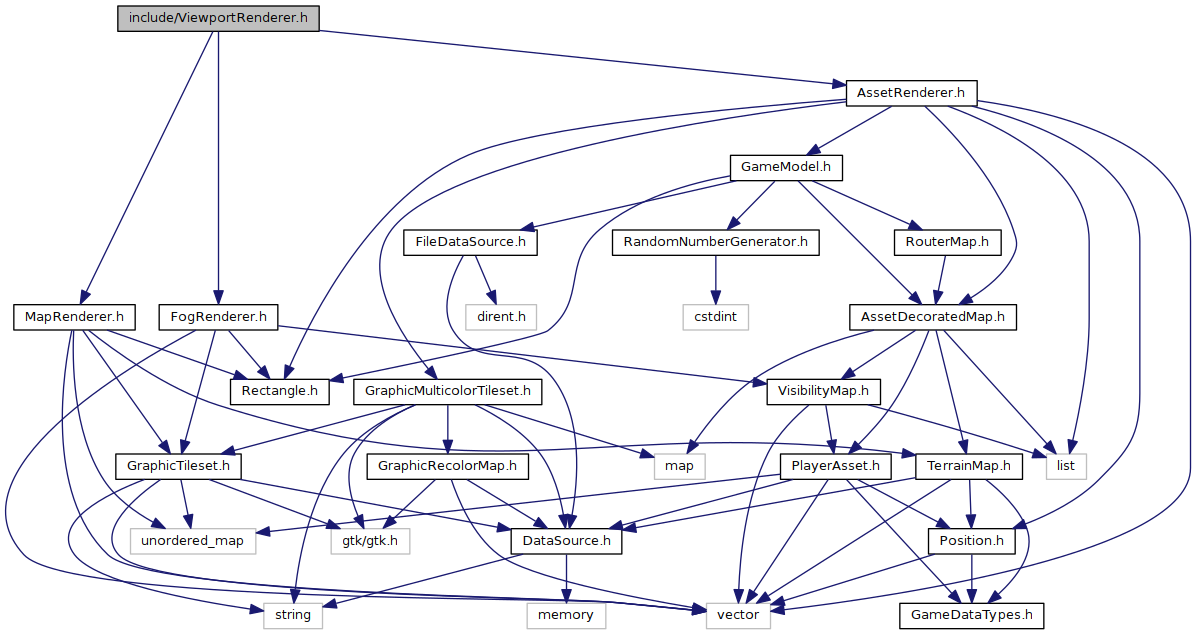 include/ViewportRenderer.h
AssetRenderer.h
GameModel.h
FileDataSource.h
RandomNumberGenerator.h
RouterMap.h
MapRenderer.h
FogRenderer.h
dirent.h
cstdint
AssetDecoratedMap.h
Rectangle.h
GraphicMulticolorTileset.h
VisibilityMap.h
GraphicTileset.h
GraphicRecolorMap.h
map
PlayerAsset.h
TerrainMap.h
list
unordered_map
gtk/gtk.h
DataSource.h
Position.h
string
memory
vector
GameDataTypes.h